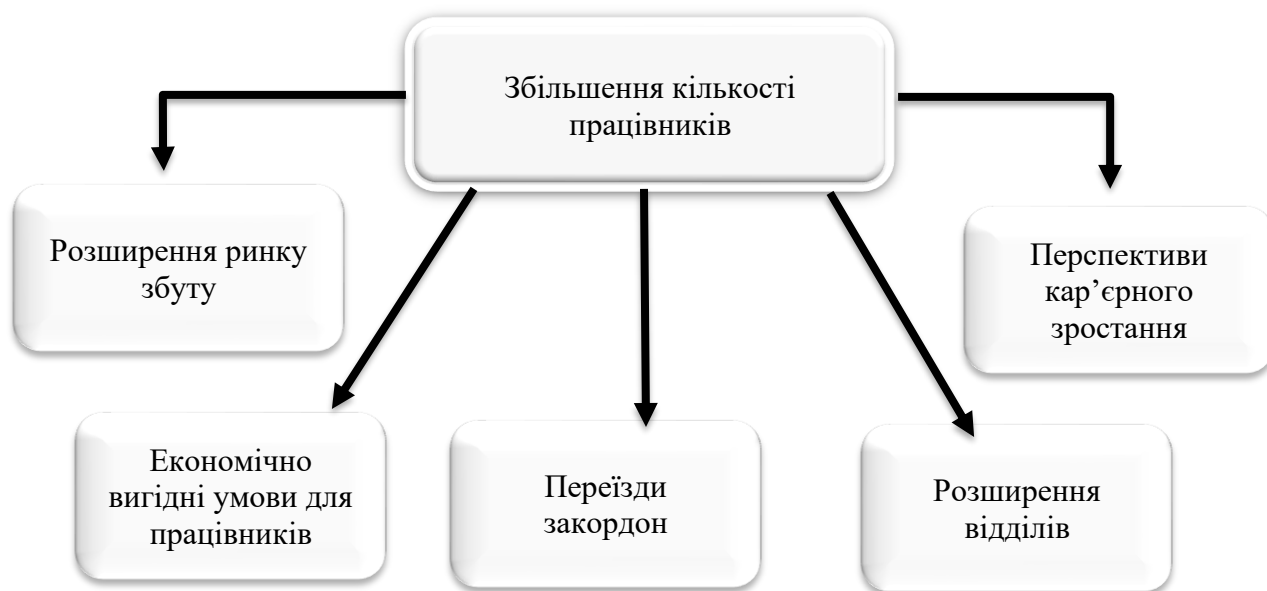 Збільшення кількості
працівників
Розширення ринку
збуту
Перспективи
кар’єрного
зростання
Економічно
вигідні умови для
працівників
Переїзди
закордон
Розширення
відділів